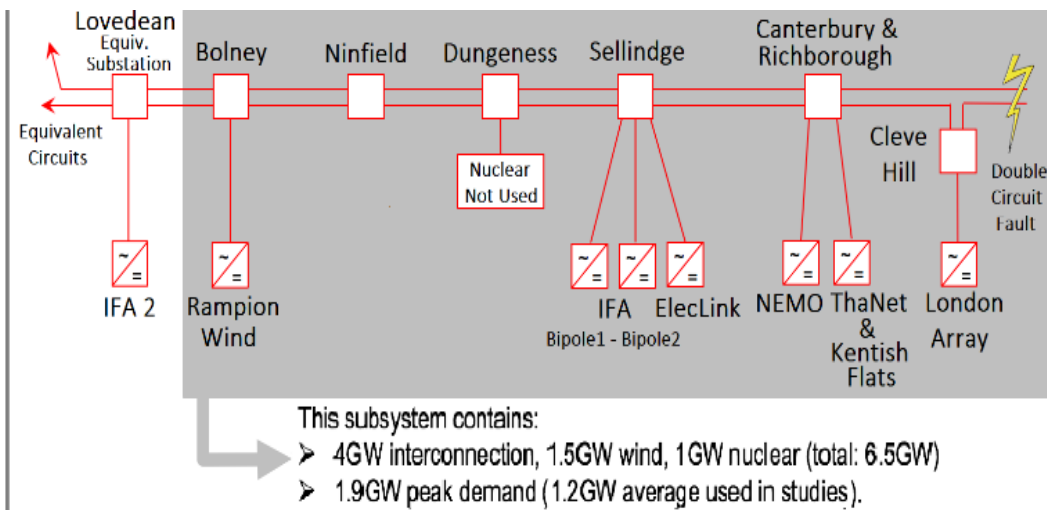 Lovedean
Equiv.
Substation
Bolney
Ninfield
Dungeness
Sellindge
Canterbury &
Richborough
Equivalent
Circuits
Nuclear
Not Used
Cleve
Hill
Double
Circuit
Fault
~
=
~
=
~
=
~
=
~
=
~
=
~
=
~
=
IFA 2
Rampion
Wind
IFA
Bipole1 - Bipole2
ElecLink
NEMO
ThaNet
&
Kentish
Flats
London
Array
This subsystem contains:
➢ 4GW interconnection, 1.5GW wind, 1GW nuclear (total: 6.5GW)
➢ 1.9GW peak demand (1.2GW average used in studies).